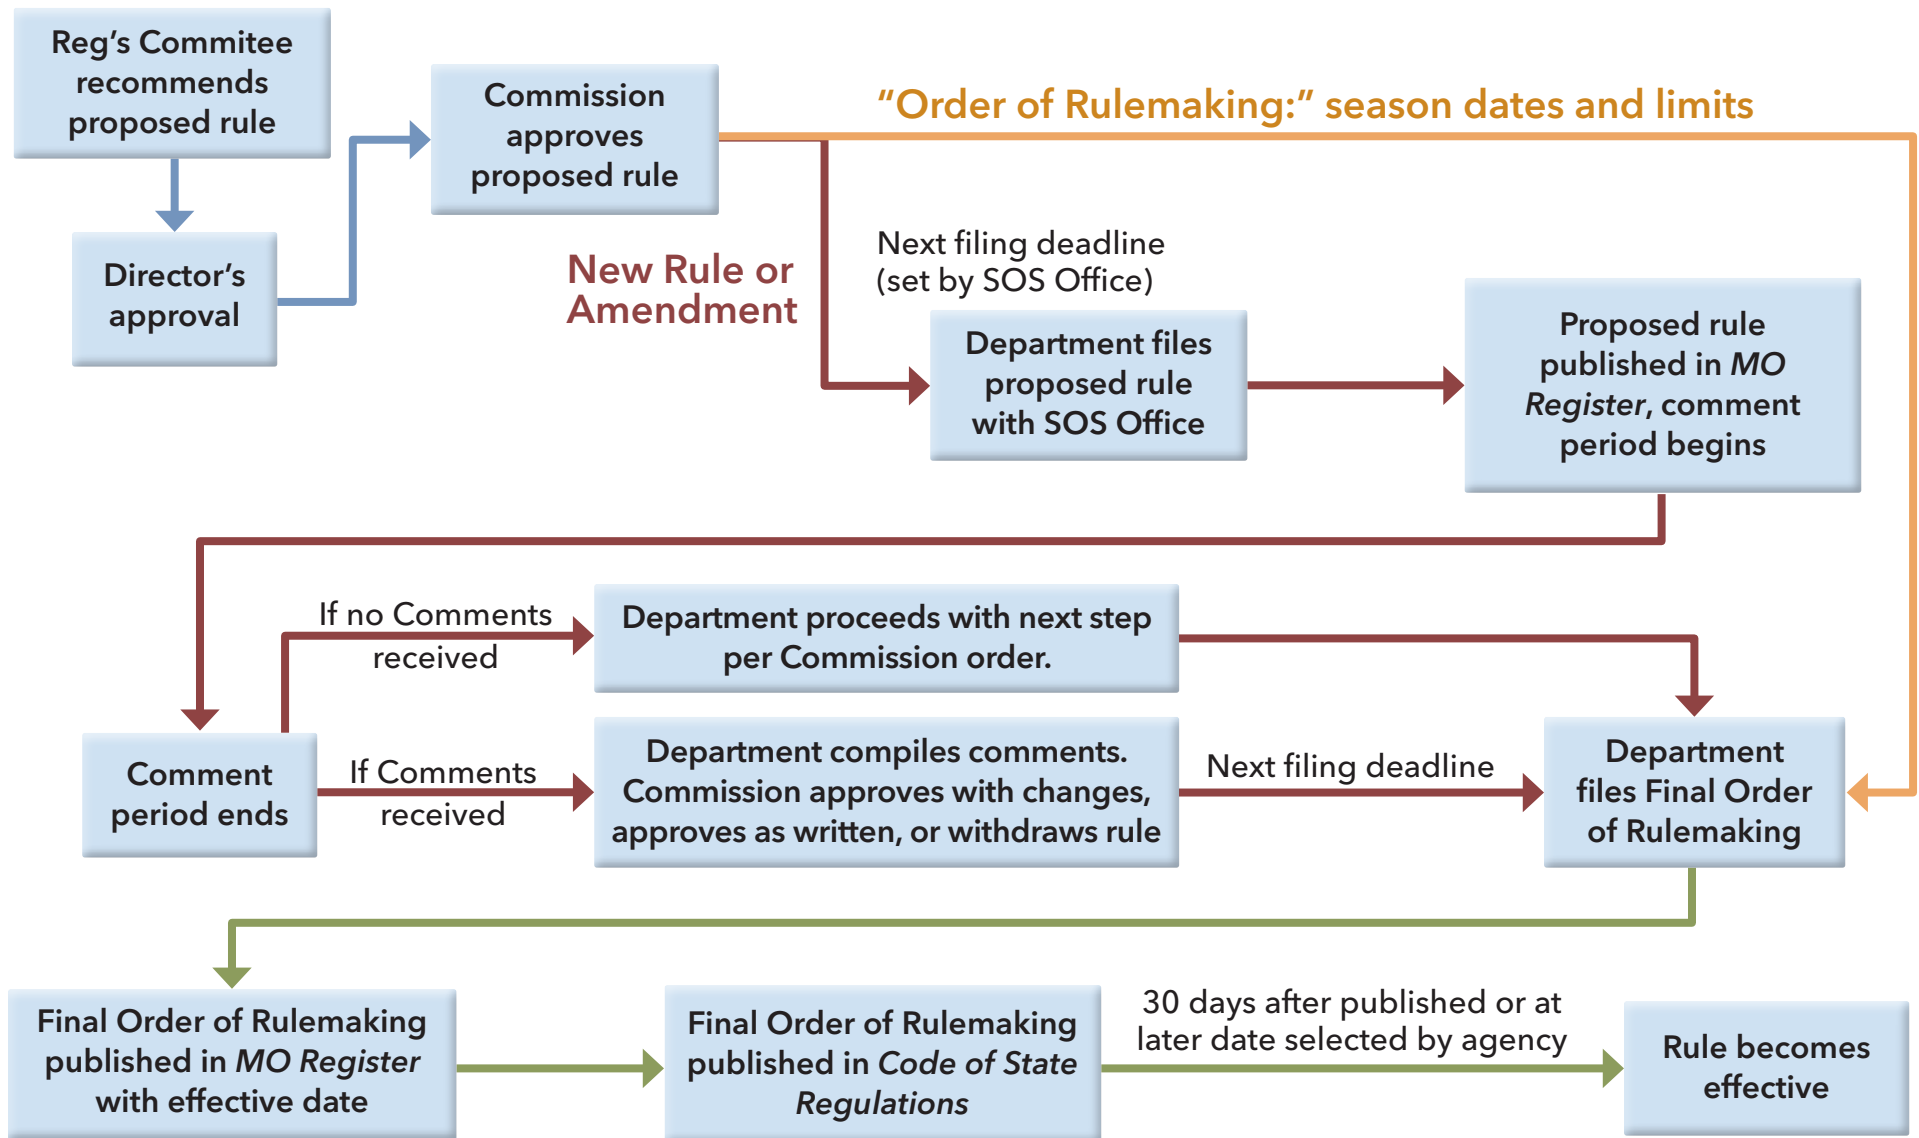 Reg’s Commitee
recommends
proposed rule
Director’s
approval
Commission
approves
proposed rule
“Order of Rulemaking:” season dates and limits
New Rule or
Amendment
Next filing deadline
(set by SOS Office)
Department files
proposed rule
with SOS Office
Proposed rule
published in MO
Register, comment
period begins
Comment
period ends
If no Comments
received
Department proceeds with next step
per Commission order.
If Comments
received
Department compiles comments.
Commission approves with changes,
approves as written, or withdraws rule
Next filing deadline
Department
files Final Order
of Rulemaking
Final Order of Rulemaking
published in MO Register
with effective date
Final Order of Rulemaking
published in Code of State
Regulations
30 days after published or at
later date selected by agency
Rule becomes
effective